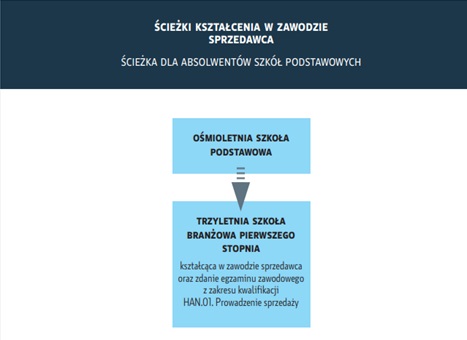 ŚCIEŻKI KSZTAŁCENIA W ZAWODZIE
SPRZEDAWCA
ŚCIEŻKA DLA ABSOLWENTÓW SZKÓŁ PODSTAWOWYCH
OŚMIOLETNIA SZKOŁA
PODSTAWOWA
TRZYLETNIA SZKOŁA
BRANŻOWA PIERWSZEGO
STOPNIA
kształcąca w zawodzie sprzedawca
oraz zdanie egzaminu zawodowego
z zakresu kwalifikacji
HAN.01. Prowadzenie sprzedaży